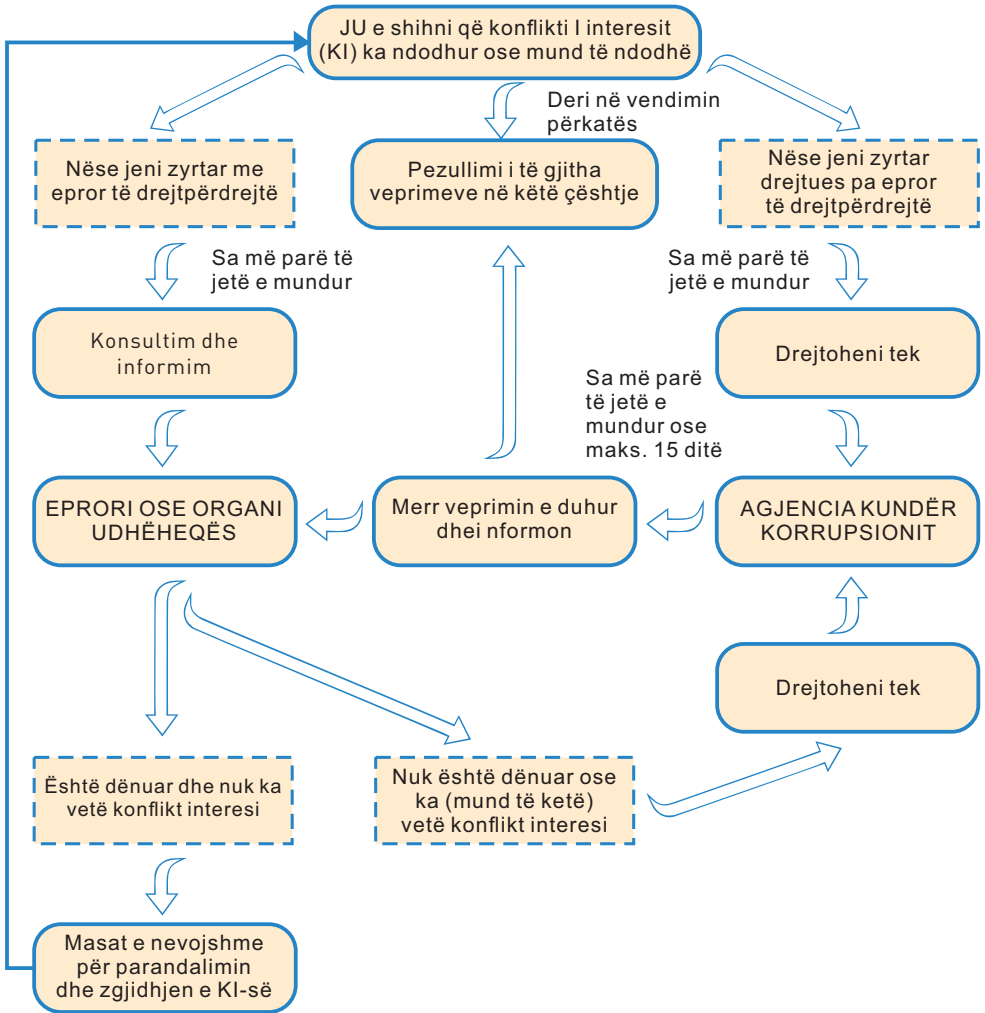 JU e shihni që konflikti I interesit
(KI) ka ndodhur ose mund të ndodhë
Deri në vendimin
përkatës
Nëse jeni zyrtar me
epror të drejtpërdrejtë
Pezullimi i të gjitha
veprimeve në këtë çështje
Nëse jeni zyrtar
drejtues pa epror
të drejtpërdrejtë
Sa më parë të
jetë e mundur
Sa më parë të
jetë e mundur
Konsultim dhe
informim
Drejtoheni tek
Sa më parë
të jetë e
mundur ose
maks. 15 ditë
EPRORI OSE ORGANI
UDHËHEQËS
Merr veprimin e duhur
dhei nformon
AGJENCIA KUNDËR
KORRUPSIONIT
Drejtoheni tek
Është dënuar dhe nuk ka
vetë konflikt interesi
Nuk është dënuar ose
ka (mund të ketë)
vetë konflikt interesi
Masat e nevojshme
për parandalimin
dhe zgjidhjen e KI-së